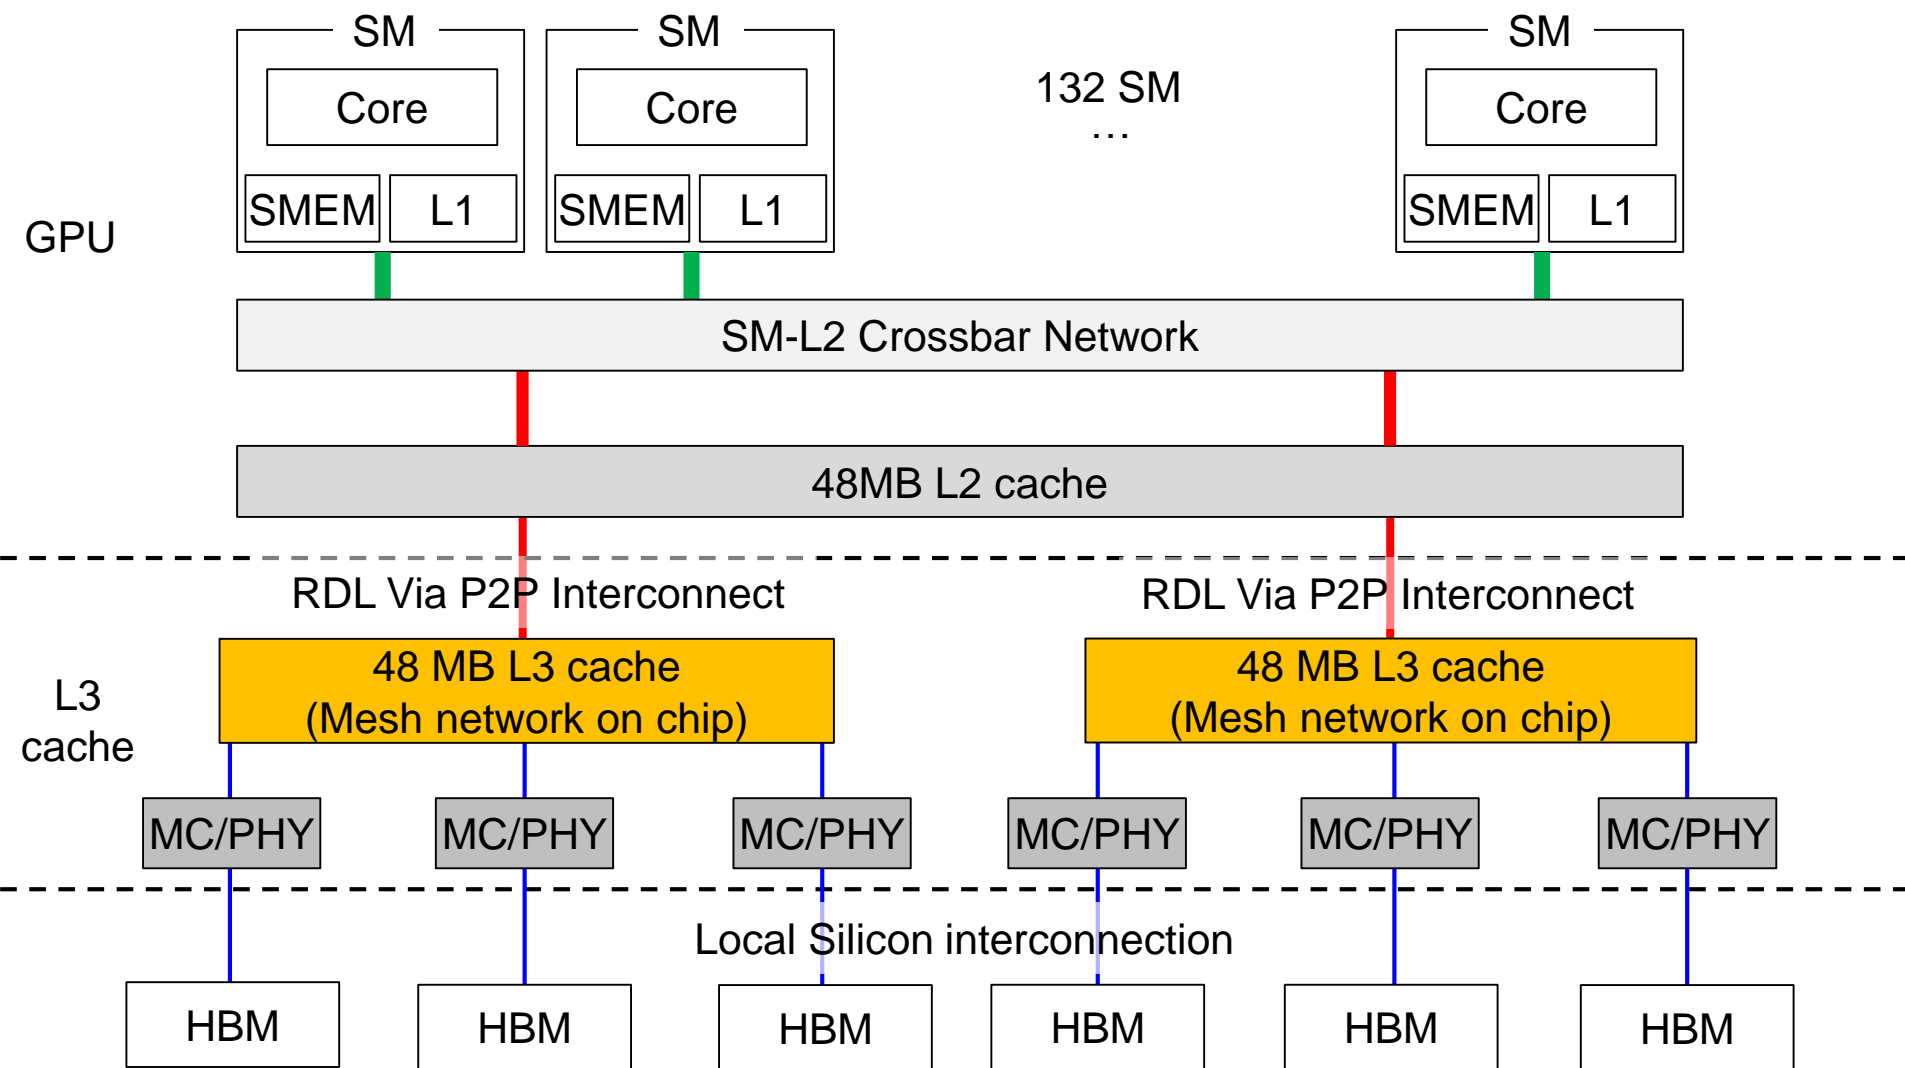 SM
SM
SM
Core
Core
132 SM
…
Core
SMEM
L1
SMEM
L1
SMEM
L1
GPU
SM-L2 Crossbar Network
48MB L2 cache
RDL Via P2P Interconnect
RDL Via P2P Interconnect
L3
cache
48 MB L3 cache
(Mesh network on chip)
48 MB L3 cache
(Mesh network on chip)
MC/PHY
MC/PHY
MC/PHY
MC/PHY
MC/PHY
MC/PHY
Local Silicon interconnection
HBM
HBM
HBM
HBM
HBM
HBM